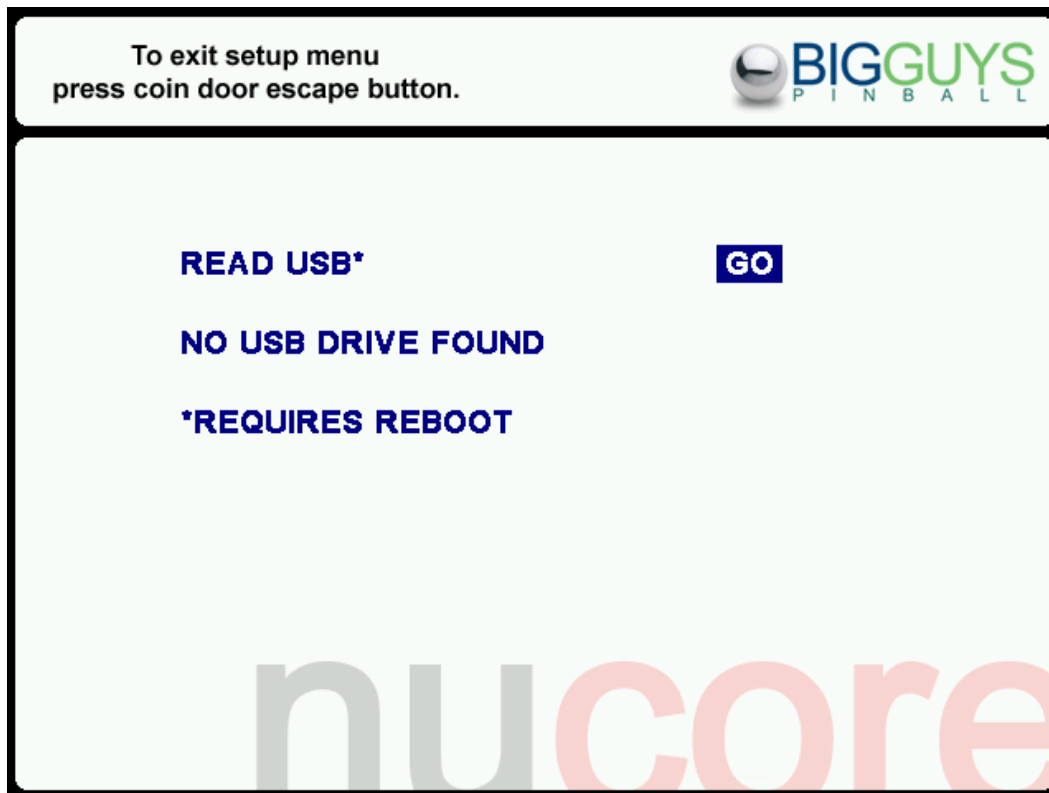 To exit setup menu
press coin door escape button.
BIGGUYS
PINBALL
READ USB* GO
NO USB DRIVE FOUND
*REQUIRES REBOOT
nucore